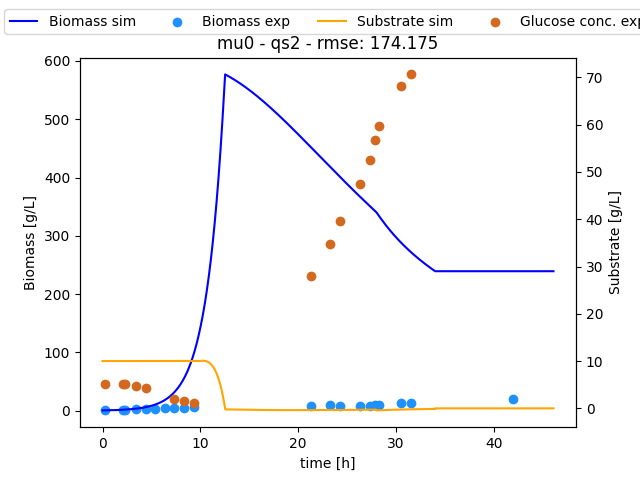 Biomass sim Biomass exp Substrate sim Glucose conc. exp
mu0 - qs2 - rmse: 174.175
600
500
400
300
200
100
0
Biomass [g/L]
70
60
50
40
30
20
10
0
Substrate [g/L]
0 10 20 30 40
time [h]